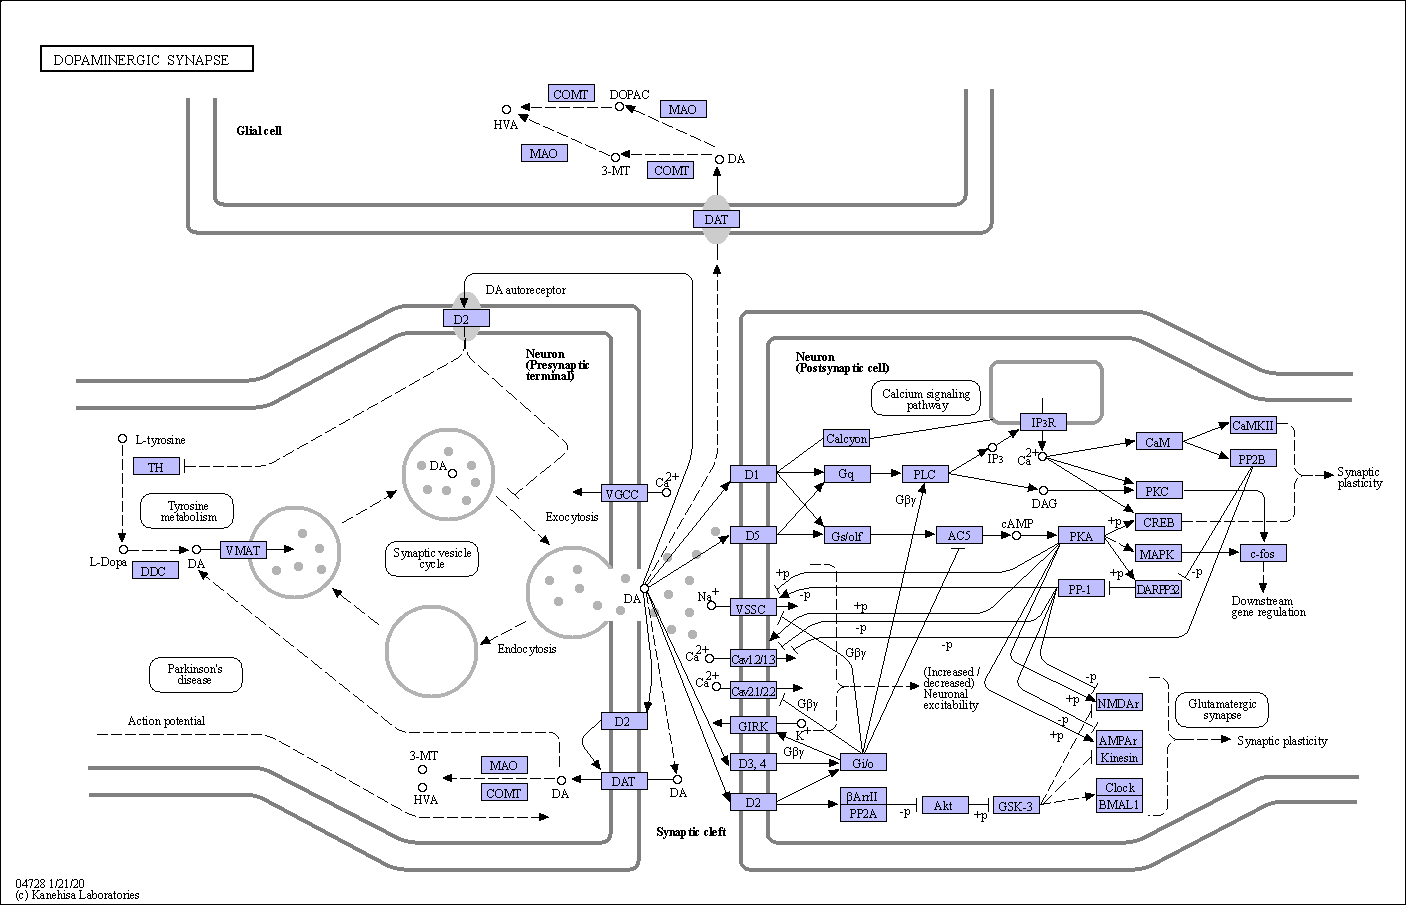 DOPAMINERGIC SYNAPSE
Glial cell
COMT
DOPAC
MAO
HVA
MAO
3-MT
COMT
DA
DAT
DA autoreceptor
D2
Neuron
(Presynaptic
terminal)
Neuron
(Postsynaptic cell)
Calcium signaling
pathway
L-tyrosine
TH
Tyrosine
metabolism
L-Dopa
DDC
DA
VMAT
DA
Synaptic vesicle
cycle
Exocytosis
Endocytosis
VGCC
Ca2+
DA
Parkinson's
disease
Action potential
3-MT
HVA
MAO
COMT
DA
D2
DAT
DA
Synaptic cleft
IP3R
IP3
Ca2+
Calcyon
D1
Gq
PLC
Gβγ
DAG
CaM
CaMKII
PP2B
PKC
Synaptic
plasticity
D5
Gs/olf
AC5
cAMP
PKA
+p
CREB
MAPK
c-fos
+p
-p
PP-1
DARPP32
Downstream
gene regulation
+p
-p
Na+
VSSC
+p
-p
-p
Ca2+
Cav1.2/1.3
Gβγ
Ca2+
Cav2.1/2.2
(Increased /
decreased)
Neuronal
excitability
Gβγ
GIRK
K+
Gβγ
D3, 4
Gi/o
D2
βArrII
PP2A
-p
Akt
+p
GSK-3
-p
+p
NMDAr
-p
+p
AMPAr
Kinesin
Clock
BMAL1
Glutamatergic
synapse
Synaptic plasticity
04728 1/21/20
(c) Kanehisa Laboratories